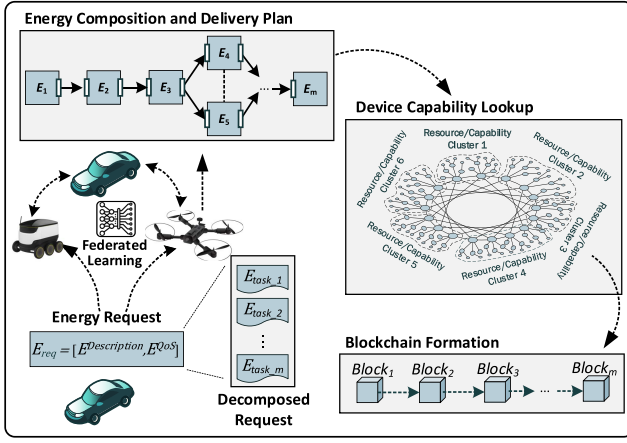 Energy Composition and Delivery Plan
E1
E2
E3
E4
E5
...
Em
Device Capability Lookup
Resource/Capability
Cluster 1
Resource/Capability
Cluster 2
Resource/Capability
Cluster 3
Resource/Capability
Cluster 4
Resource/Capability
Cluster 5
Resource/Capability
Cluster 6
Federated
Learning
Energy Request
Ereq = [EDescription,EQoS]
Etask_1
Etask_2
Etask_m
Decomposed
Request
Blockchain Formation
Block1
Block2
Block3
...
Blockm